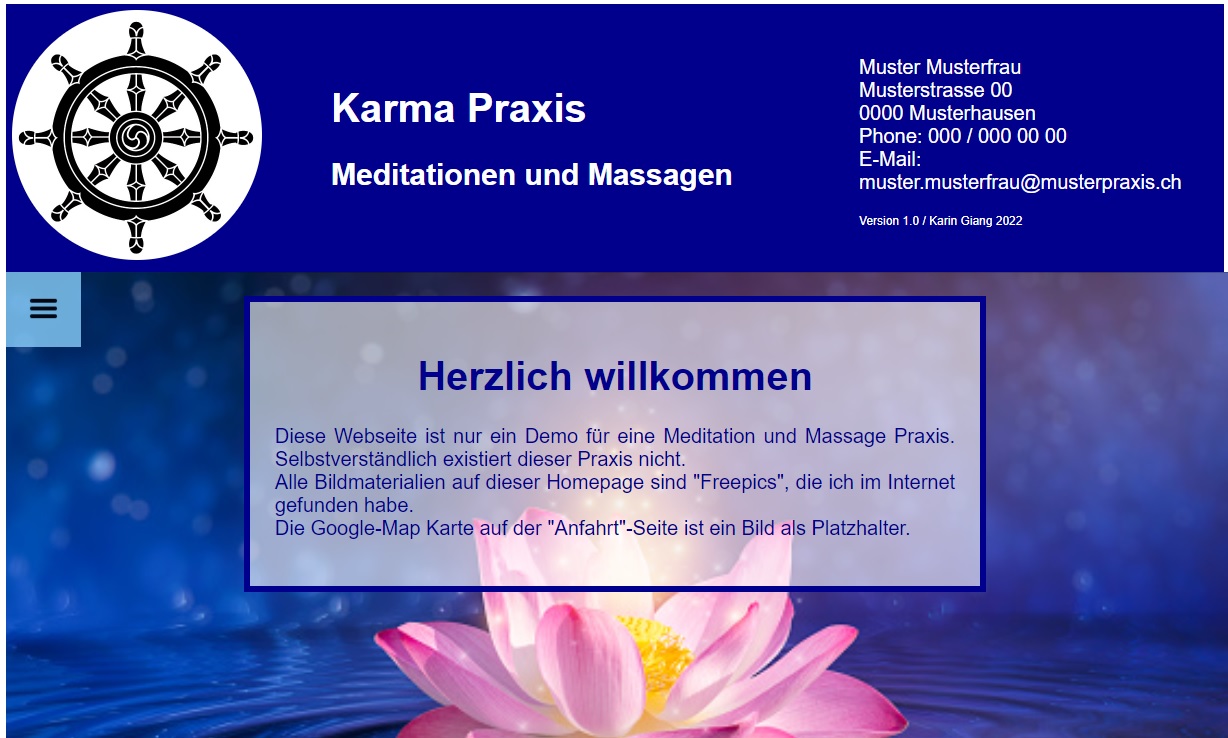 Karma Praxis
Meditationen und Massagen
Muster Musterfrau
Musterstrasse 00
0000 Musterhausen
Phone: 000 / 000 00 00
E-Mail:
muster.musterfrau@musterpraxis.ch
Version 1.0 / Karin Giang 2022
Herzlich willkommen
Diese Webseite ist nur ein Demo für eine Meditation und Massage Praxis.
Selbstverständlich existiert dieser Praxis nicht.
Alle Bildmaterialien auf dieser Homepage sind "Freepics", die ich im Internet
gefunden habe.
Die Google-Map Karte auf der "Anfahrt"-Seite ist ein Bild als Platzhalter.